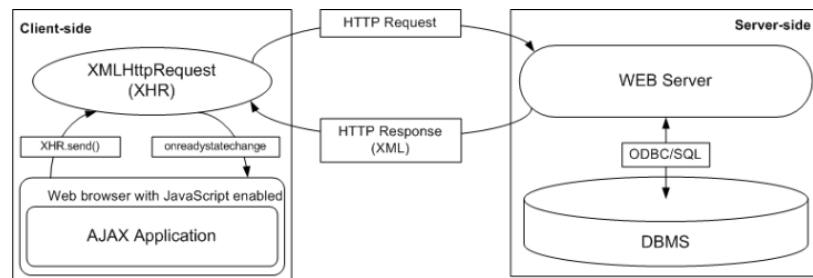 Client-side
XMLHttpRequest
(XHR)
XHR.send()
onreadystatechange
Web browser with JavaScript enabled
AJAX Application
HTTP Request
HTTP Response
(XML)
Server-side
WEB Server
ODBC/SQL
DBMS